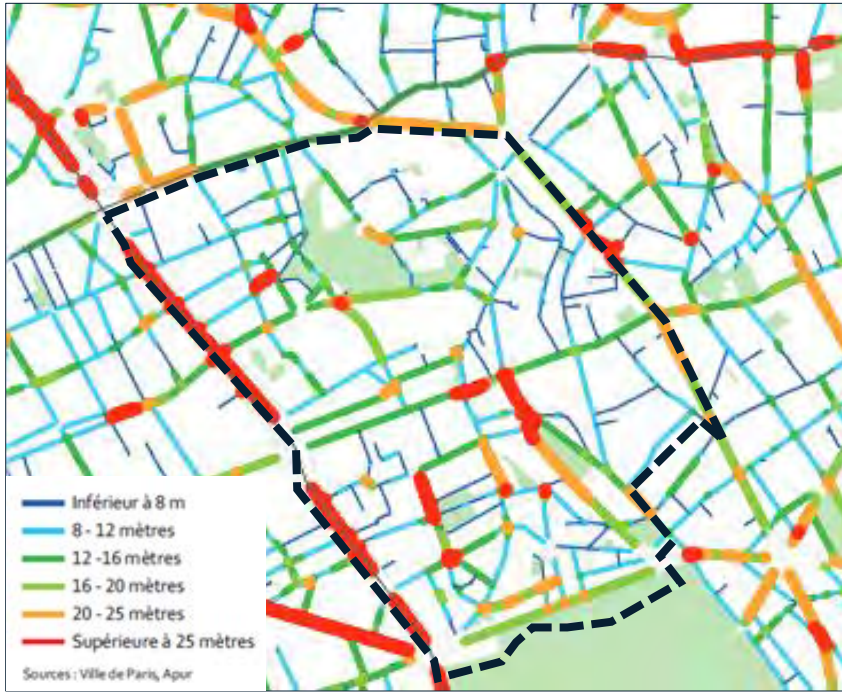 Inférieur à 8 m
8 - 12 mètres
12 -16 mètres
16 - 20 mètres
20 - 25 mètres
Supérieure à 25 mètres
Sources : Ville de Paris, Apur